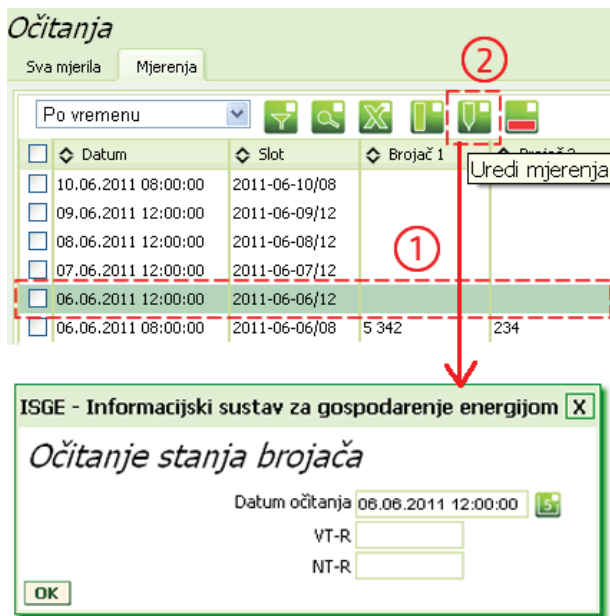 Očitanja
Sva mjerila Mjerenja
2
Po vremenu
Datum Slot Brojač 1
Uredi mjerenja
10.06.2011 08:00:00 2011-06-10/08
09.06.2011 12:00:00 2011-06-09/12
08.06.2011 12:00:00 2011-06-08/12
1
07.06.2011 12:00:00 2011-06-07/12
06.06.2011 12:00:00 2011-06-06/12
06.06.2011 08:00:00 2011-06-06/08 5 342 234
ISGE - Informacijski sustav za gospodarenje energijom X
Očitanje stanja brojača
Datum očitanja 06.06.2011 12:00:00 5
VT-R
NT-R
OK